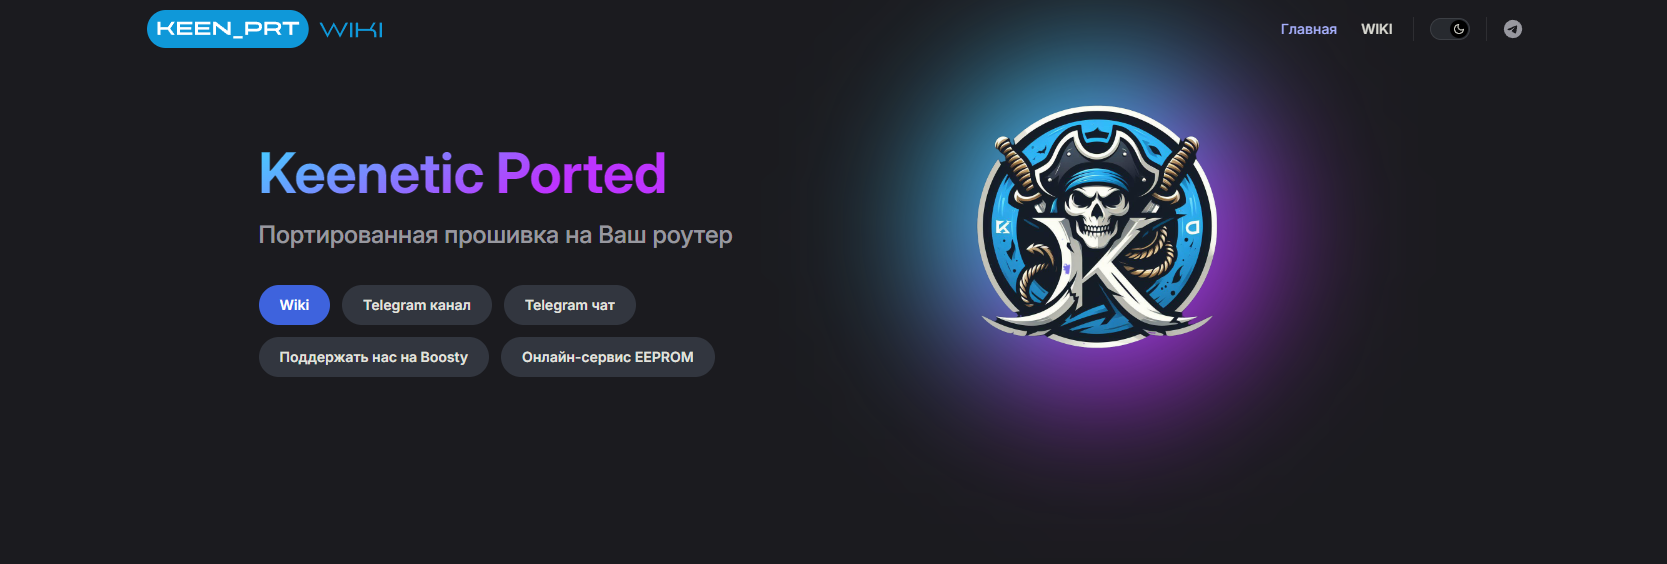 KEEN_PRT WIKI
Главная WIKI
Keenetic Ported
Портированная прошивка на Ваш роутер
Wiki Telegram канал Telegram чат
Поддержать нас на Boosty Онлайн-сервис EEPROM
K